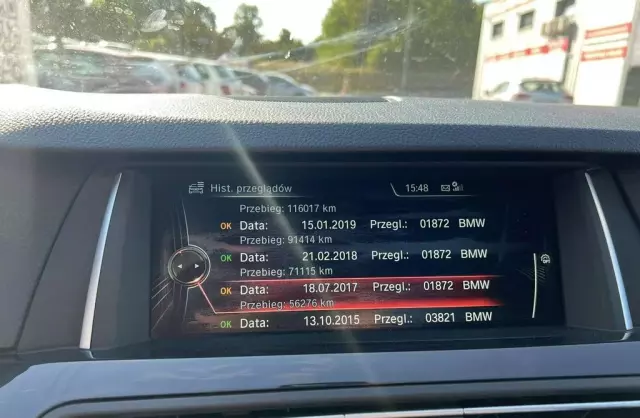 Hist. przeglądów 15:48
Przebieg: 116017 km
OK Data: 15.01.2019 Przegl.: 01872 BMW
Przebieg: 91414 km
OK Data: 21.02.2018 Przegl.: 01872 BMW
Przebieg: 71115 km
OK Data: 18.07.2017 Przegl.: 01872 BMW
Przebieg: 56276 km
OK Data: 13.10.2015 Przegl.: 03821 BMW